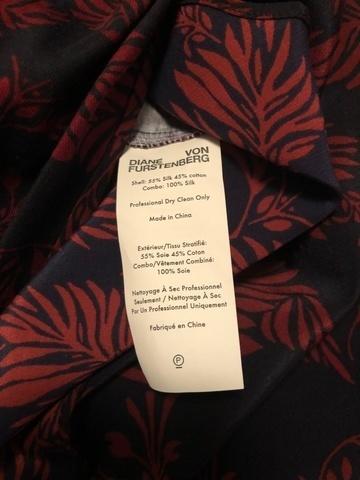 DIANE VON FURSTENBERG
Shell: 55% Silk 45% cotton
Combo: 100% Silk
Professional Dry Clean Only
Made in China
Extérieur/Tissu Stratifié:
55% Soie 45% Coton
Combo/Vêtement Combiné:
100% Soie
Nettoyage À Sec Professionnel
Seulement / Nettoyage À Sec
Par Un Professionnel Uniquement
Fabriqué en Chine
P